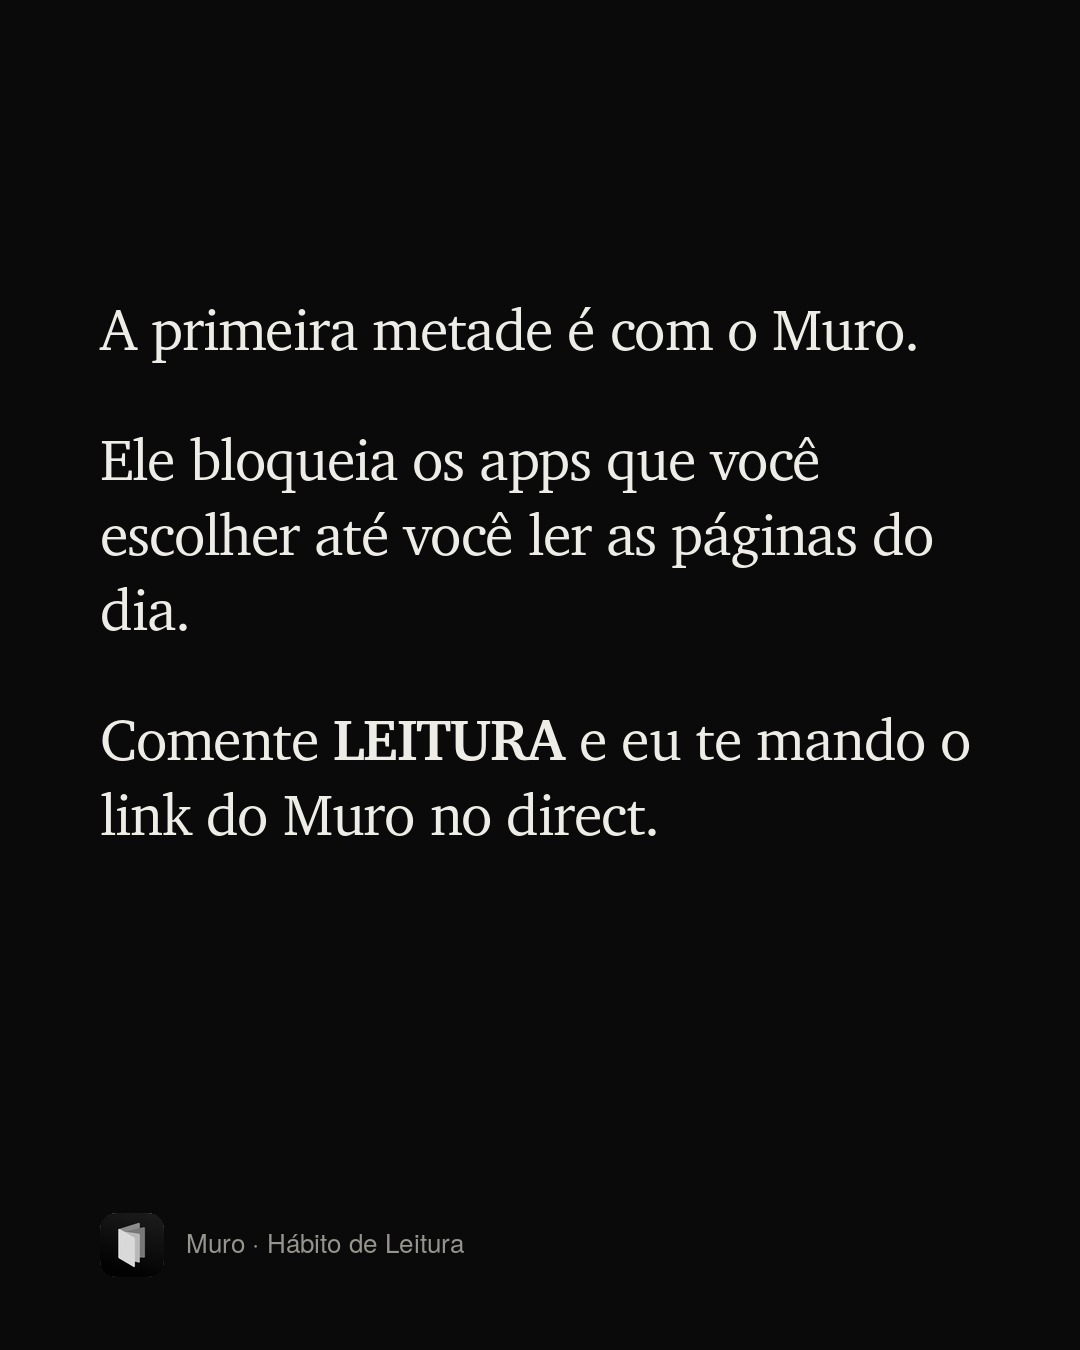 A primeira metade é com o Muro.
Ele bloqueia os apps que você
escolher até você ler as páginas do
dia.
Comente LEITURA e eu te mando o
link do Muro no direct.
Muro · Hábito de Leitura